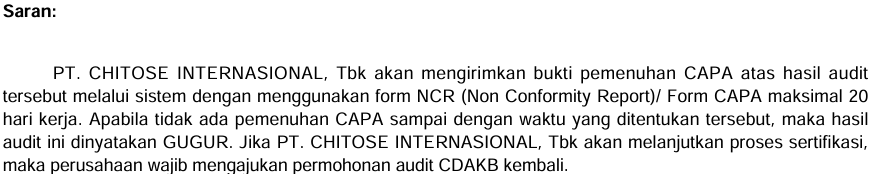 Saran:
PT. CHITOSE INTERNASIONAL, Tbk akan mengirimkan bukti pemenuhan CAPA atas hasil audit
tersebut melalui sistem dengan menggunakan form NCR (Non Conformity Report)/ Form CAPA maksimal 20
hari kerja. Apabila tidak ada pemenuhan CAPA sampai dengan waktu yang ditentukan tersebut, maka hasil
audit ini dinyatakan GUGUR. Jika PT. CHITOSE INTERNASIONAL, Tbk akan melanjutkan proses sertifikasi,
maka perusahaan wajib mengajukan permohonan audit CDAKB kembali.